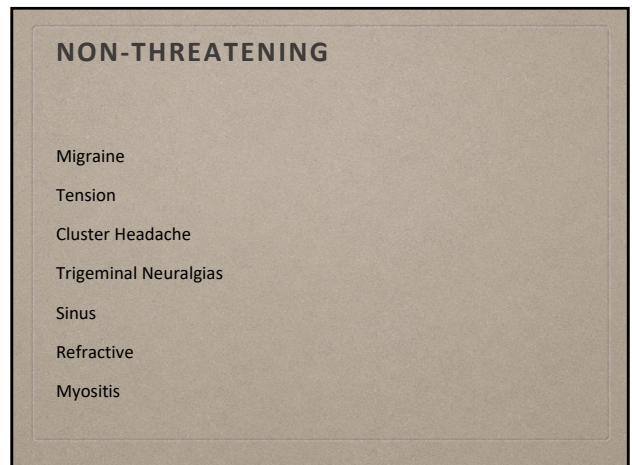 NON-THREATENING
Migraine
Tension
Cluster Headache
Trigeminal Neuralgias
Sinus
Refractive
Myositis